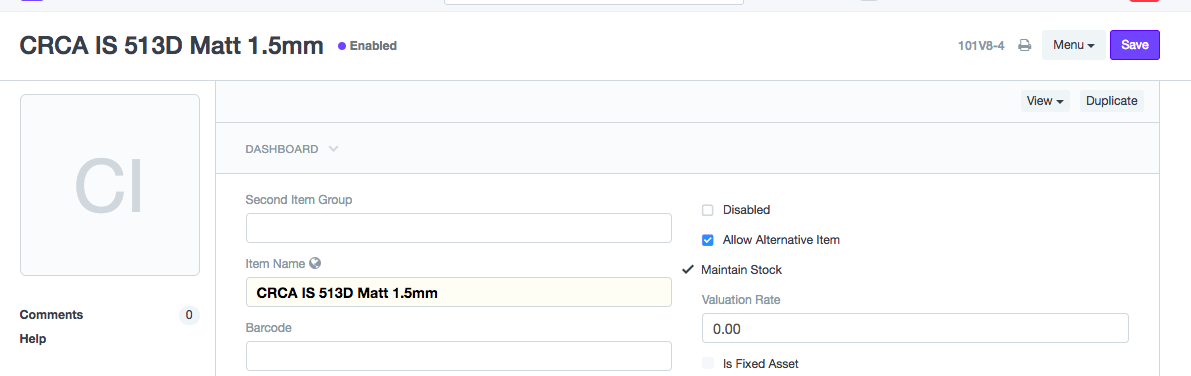 CRCA IS 513D Matt 1.5mm
Enabled
101V8-4
Menu
Save
View
Duplicate
CI
DASHBOARD
Second Item Group
Disabled
Allow Alternative Item
Item Name
Maintain Stock
CRCA IS 513D Matt 1.5mm
Valuation Rate
0.00
Comments
0
Barcode
Help
Is Fixed Asset